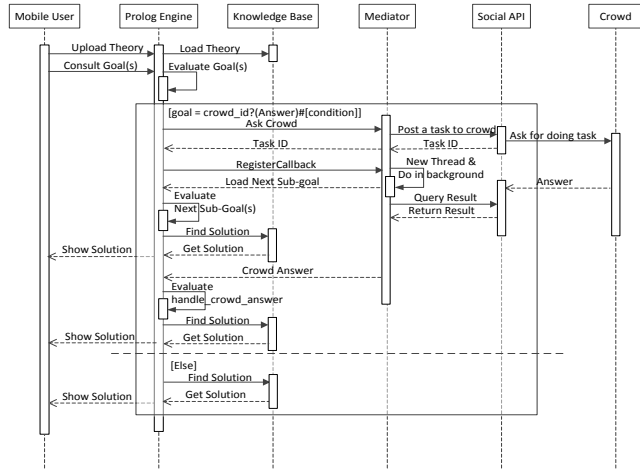 Mobile User
Prolog Engine
Knowledge Base
Mediator
Social API
Crowd
Upload Theory
Load Theory
Consult Goal(s)
Evaluate Goal(s)
[goal = crowd_id?(Answer)#[condition]]
Ask Crowd
Post a task to crowd
Ask for doing task
Task ID
Task ID
RegisterCallback
New Thread &
Do in background
Load Next Sub-goal
Answer
Evaluate
Next Sub-Goal(s)
Query Result
Return Result
Find Solution
Get Solution
Show Solution
Crowd Answer
Evaluate
handle_crowd_answer
Find Solution
Get Solution
Show Solution
[Else]
Find Solution
Get Solution
Show Solution